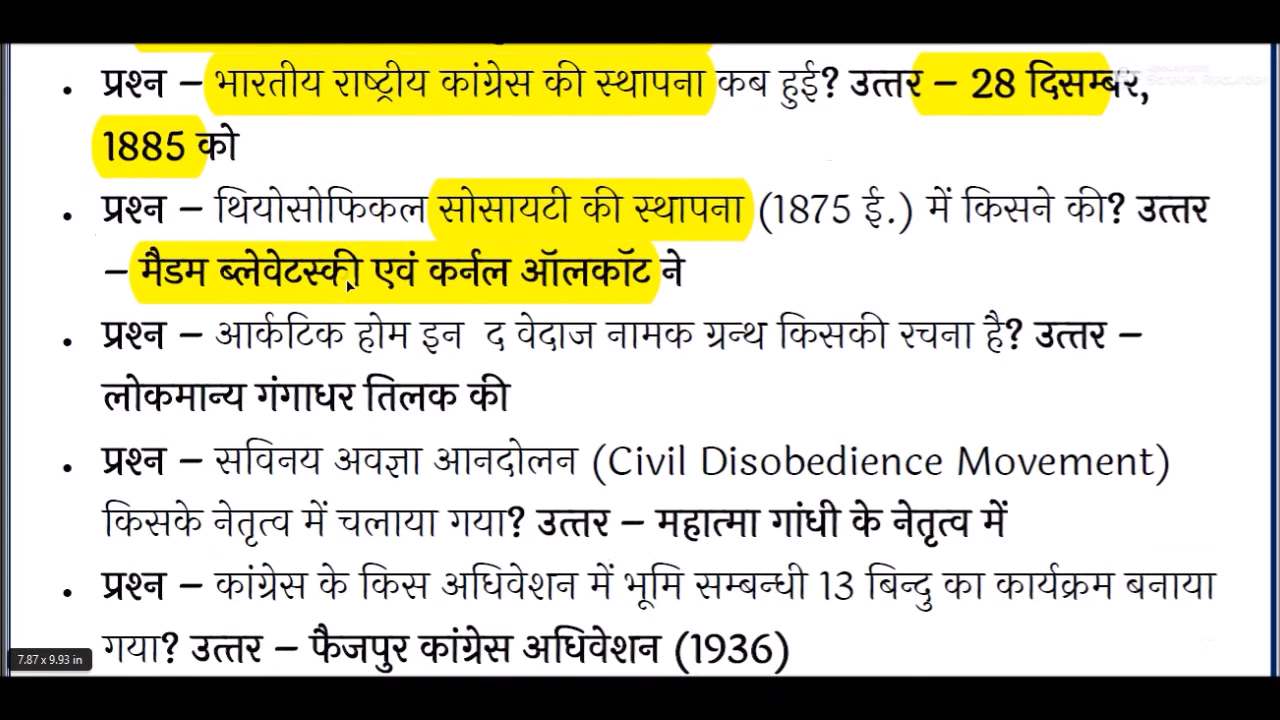 • प्रश्न – भारतीय राष्ट्रीय कांग्रेस की स्थापना कब हुई? उत्तर – 28 दिसम्बर,
1885 को
• प्रश्न – थियोसोफिकल सोसायटी की स्थापना (1875 ई.) में किसने की? उत्तर
– मैडम ब्लेवेटस्की एवं कर्नल ऑलकॉट ने
• प्रश्न – आर्कटिक होम इन द वेदाज नामक ग्रन्थ किसकी रचना है? उत्तर –
लोकमान्य गंगाधर तिलक की
• प्रश्न – सविनय अवज्ञा आनदोलन (Civil Disobedience Movement)
किसके नेतृत्व में चलाया गया? उत्तर – महात्मा गांधी के नेतृत्व में
• प्रश्न – कांग्रेस के किस अधिवेशन में भूमि सम्बन्धी 13 बिन्दु का कार्यक्रम बनाया
गया? उत्तर – फैजपुर कांग्रेस अधिवेशन (1936)
7.87 x 9.93 in